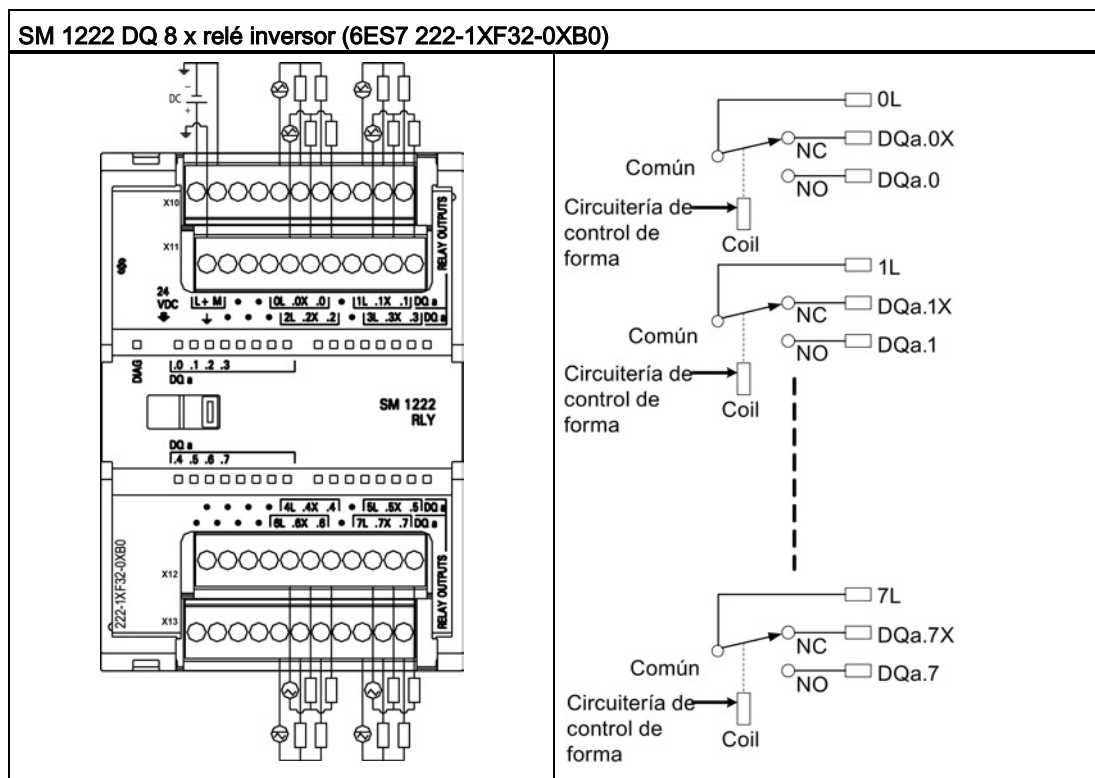 SM 1222 DQ 8 x relé inversor (6ES7 222-1XF32-0XB0)
DC
- 
+
X10
X11
RELAY OUTPUTS
24
VDC
L+ M • • 0L .0X .0 • 1L .1X .1 DQ a
• • • 2L .2X .2 • 3L .3X .3 DQ a
DIAG
.0 .1 .2 .3
DQ a
SM 1222
RLY
DQ a
.4 .5 .6 .7
• • • • 4L .4X .4 • 5L .5X .5 DQ a
• • • • 6L .6X .6 • 7L .7X .7 DQ a
222-1XF32-0XB0
X12
X13
RELAY OUTPUTS
0L
DQa.0X
NC
Común
DQa.0
NO
Circuitería de
control de
forma
Coil
1L
DQa.1X
NC
Común
DQa.1
NO
Circuitería de
control de
forma
Coil
7L
DQa.7X
NC
Común
DQa.7
NO
Circuitería de
control de
forma
Coil